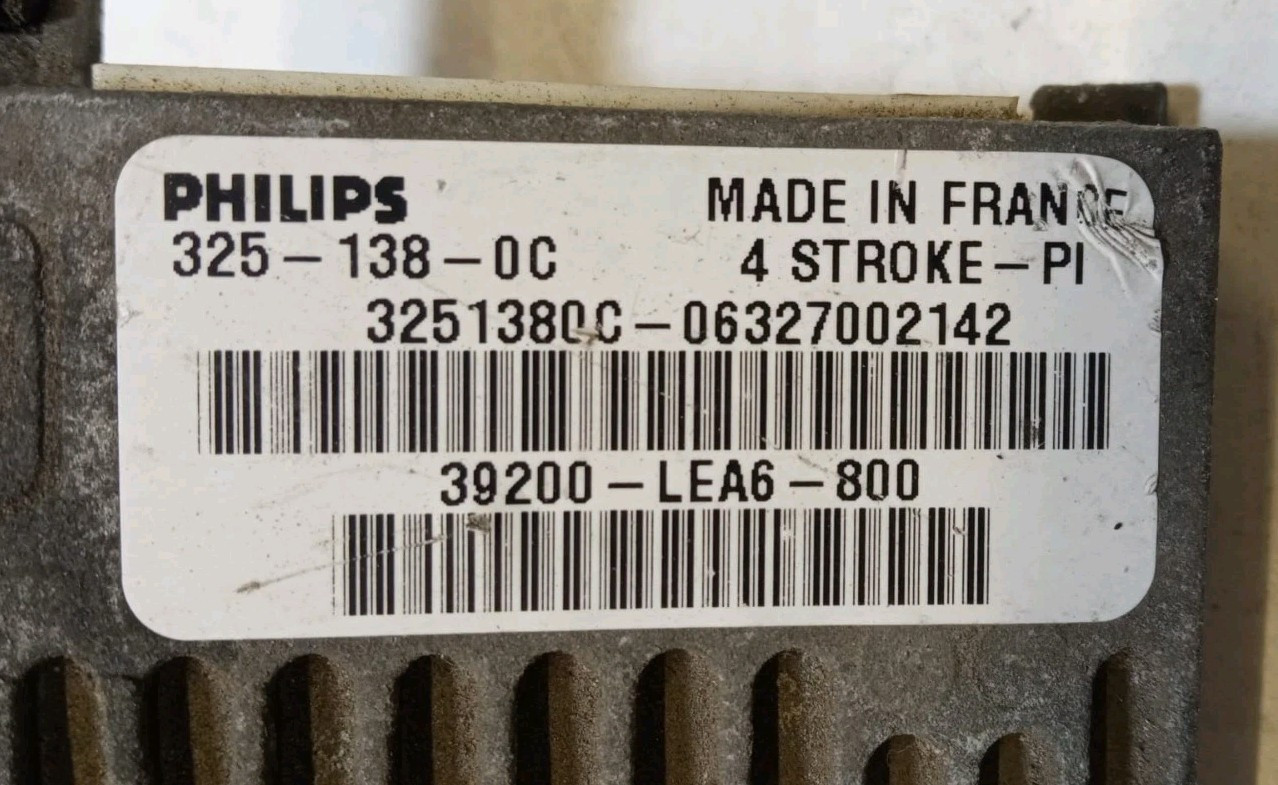 PHILIPS MADE IN FRANCE
325-138-0C 4 STROKE-PI
3251380C-06327002142
39200-LEA6-800